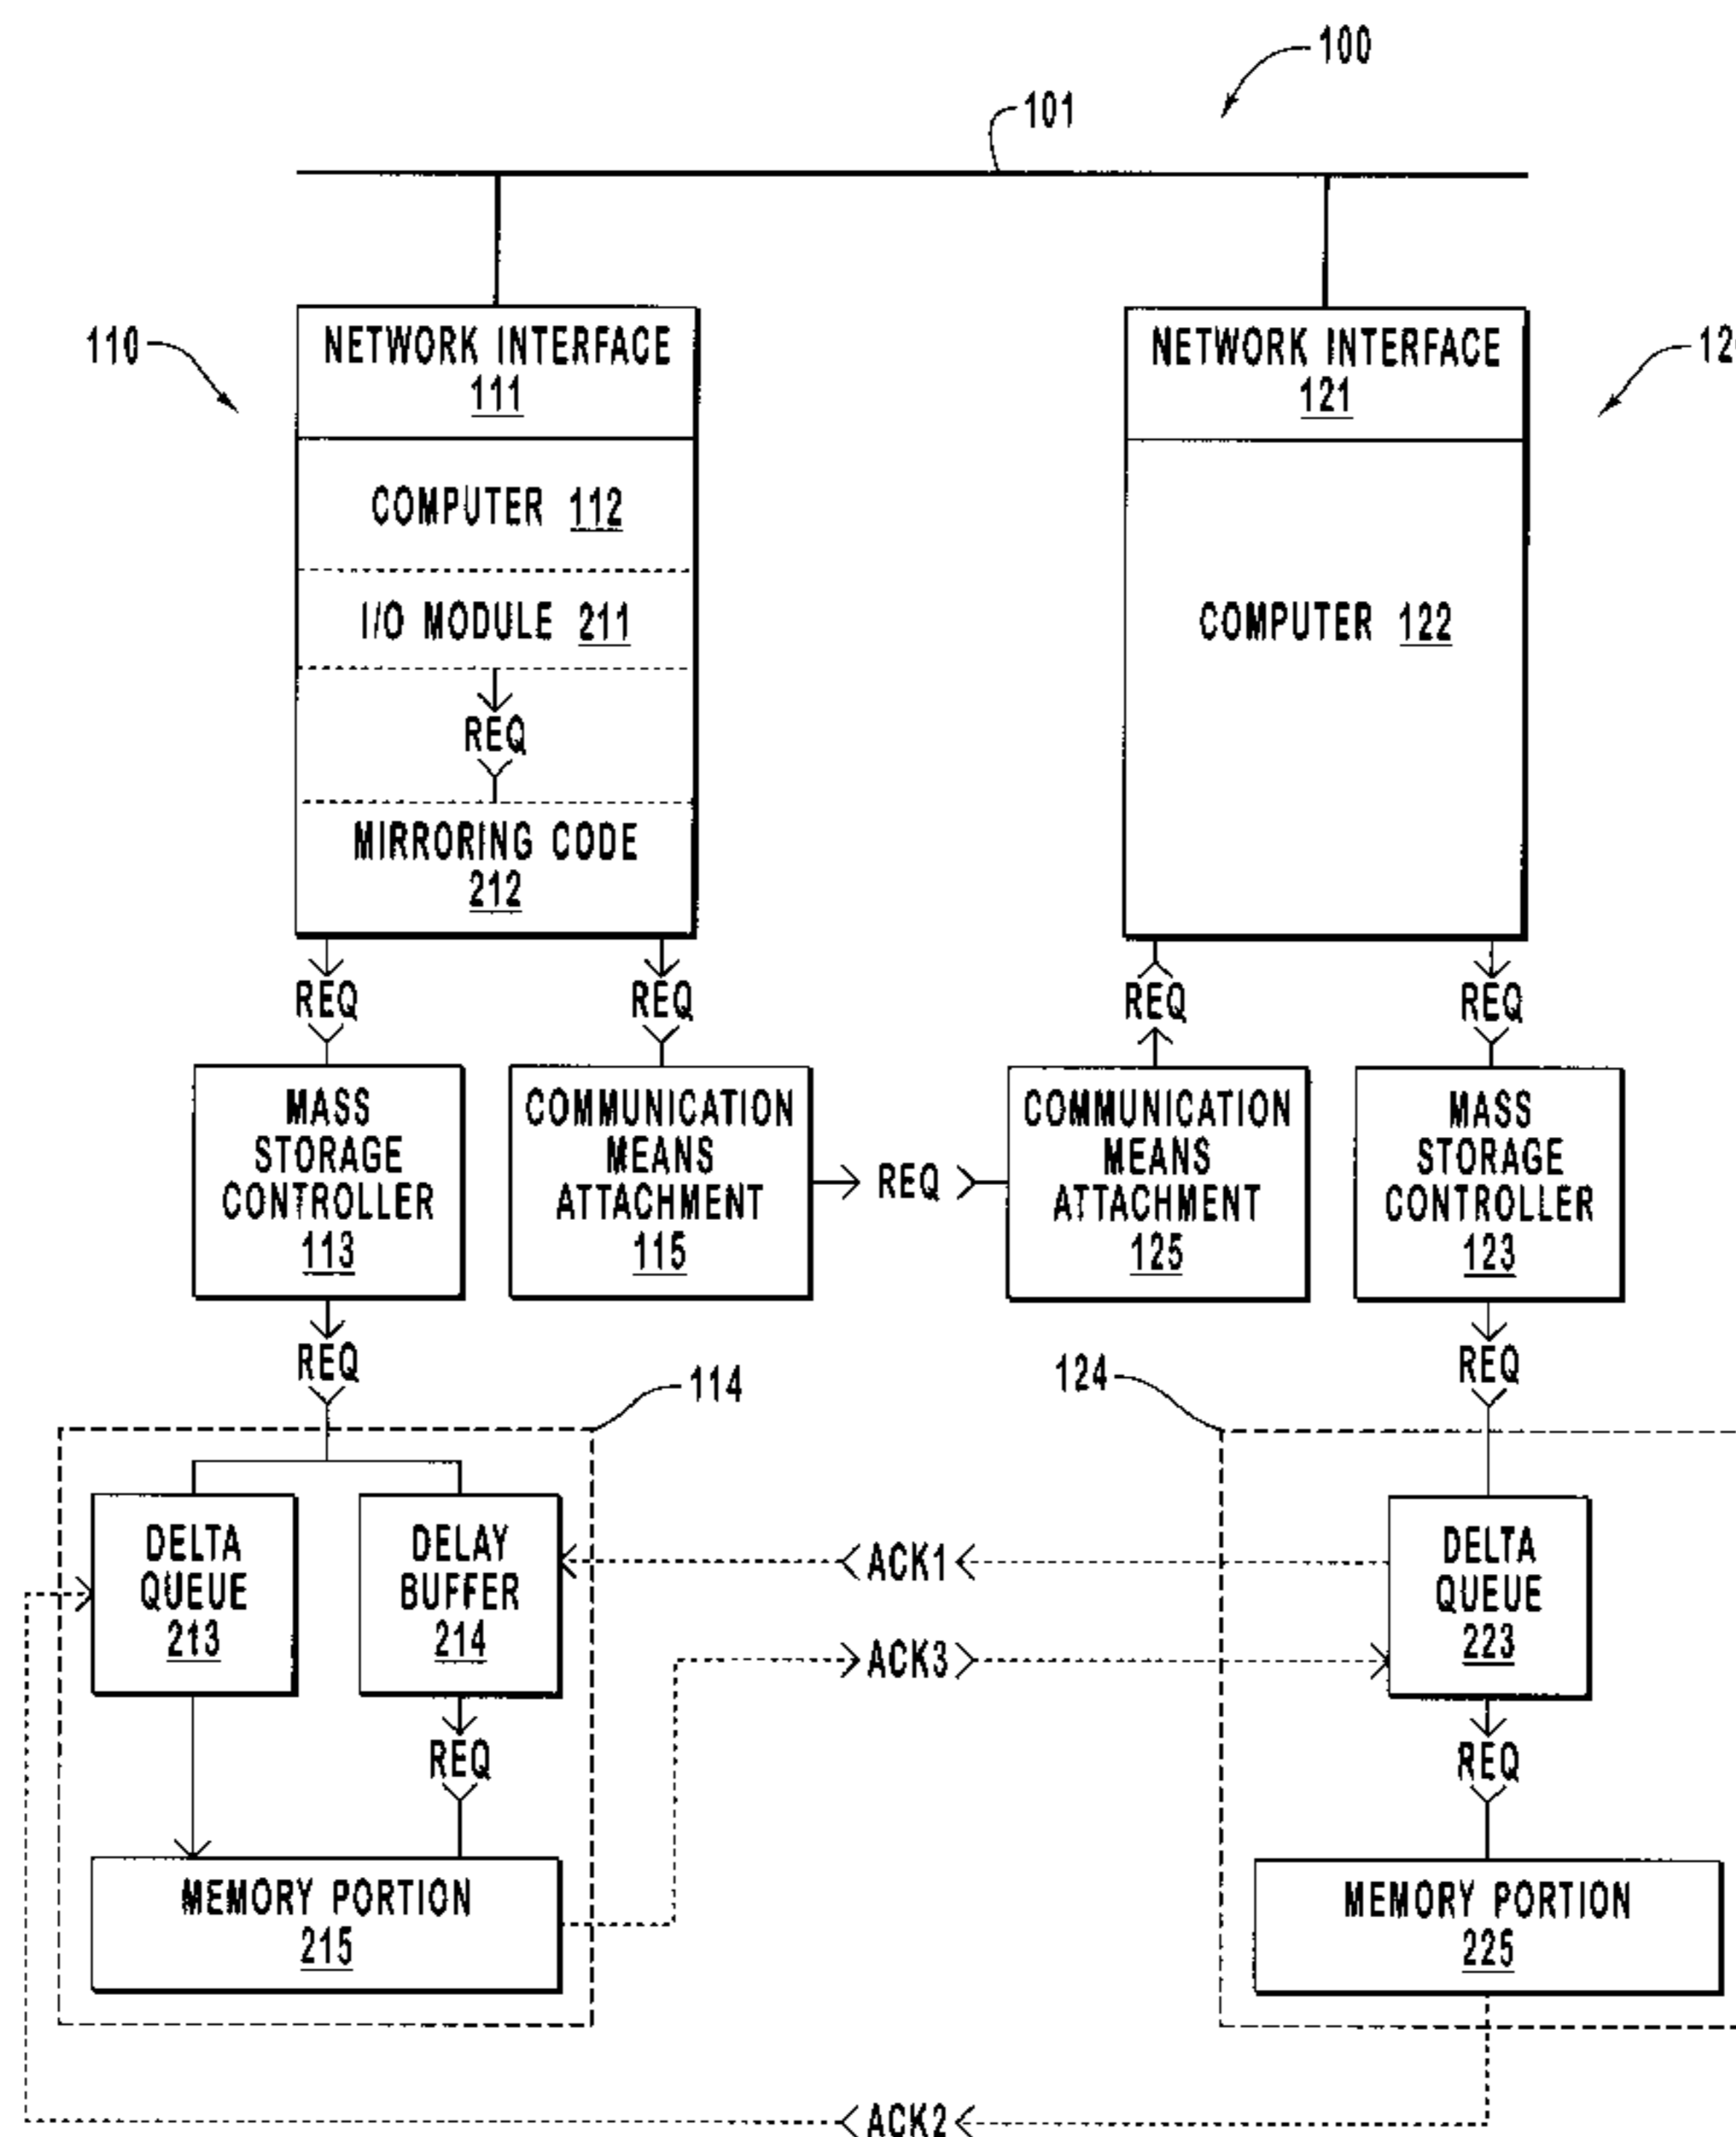 100
101
110
NETWORK INTERFACE
111
NETWORK INTERFACE
121
COMPUTER 112
I/O MODULE 211
REQ
MIRRORING CODE
212
COMPUTER 122
REQ
REQ
REQ
REQ
MASS
STORAGE
CONTROLLER
113
COMMUNICATION
MEANS
ATTACHMENT
115
REQ
COMMUNICATION
MEANS
ATTACHMENT
125
MASS
STORAGE
CONTROLLER
123
REQ
REQ
114
124
DELTA
QUEUE
213
DELAY
BUFFER
214
ACK1
ACK3
DELTA
QUEUE
223
REQ
REQ
MEMORY PORTION
215
MEMORY PORTION
225
ACK2